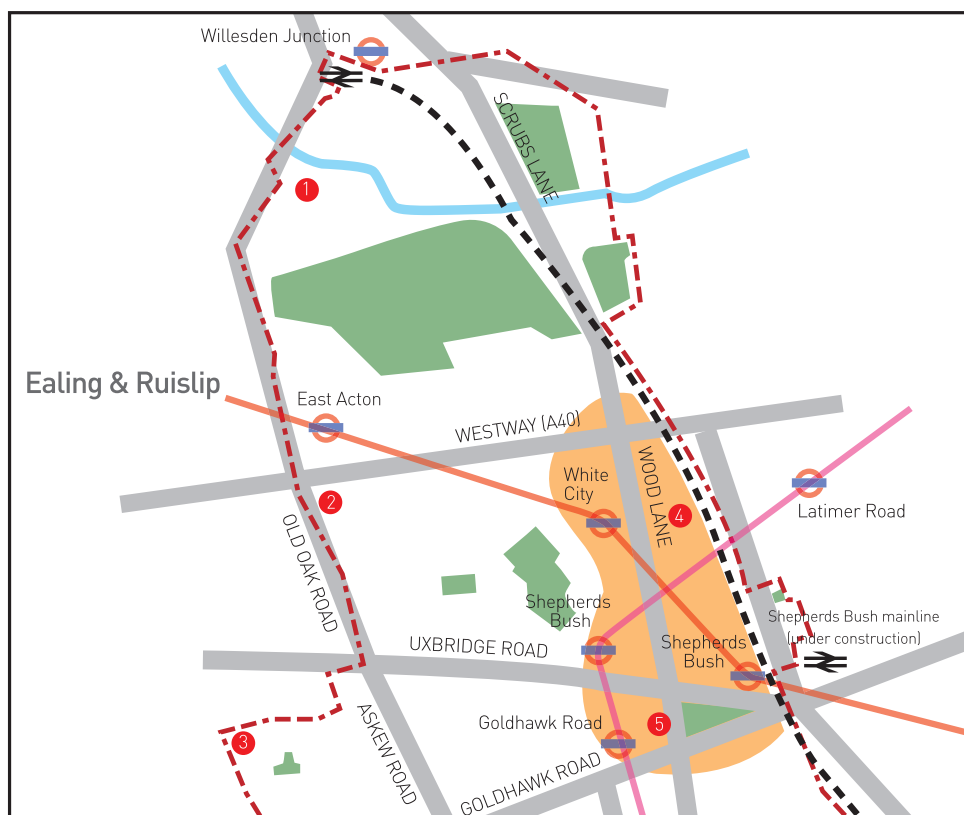 Willesden Junction
SCRUBS LANE
1
Ealing & Ruislip
East Acton
WESTWAY (A40)
White
City
WOOD LANE
2
4
Latimer Road
OLD OAK ROAD
Shepherds
Bush
Shepherds Bush mainline
(under construction)
UXBRIDGE ROAD
Shepherds
Bush
Goldhawk Road
5
3
ASKEW ROAD
GOLDHAWK ROAD